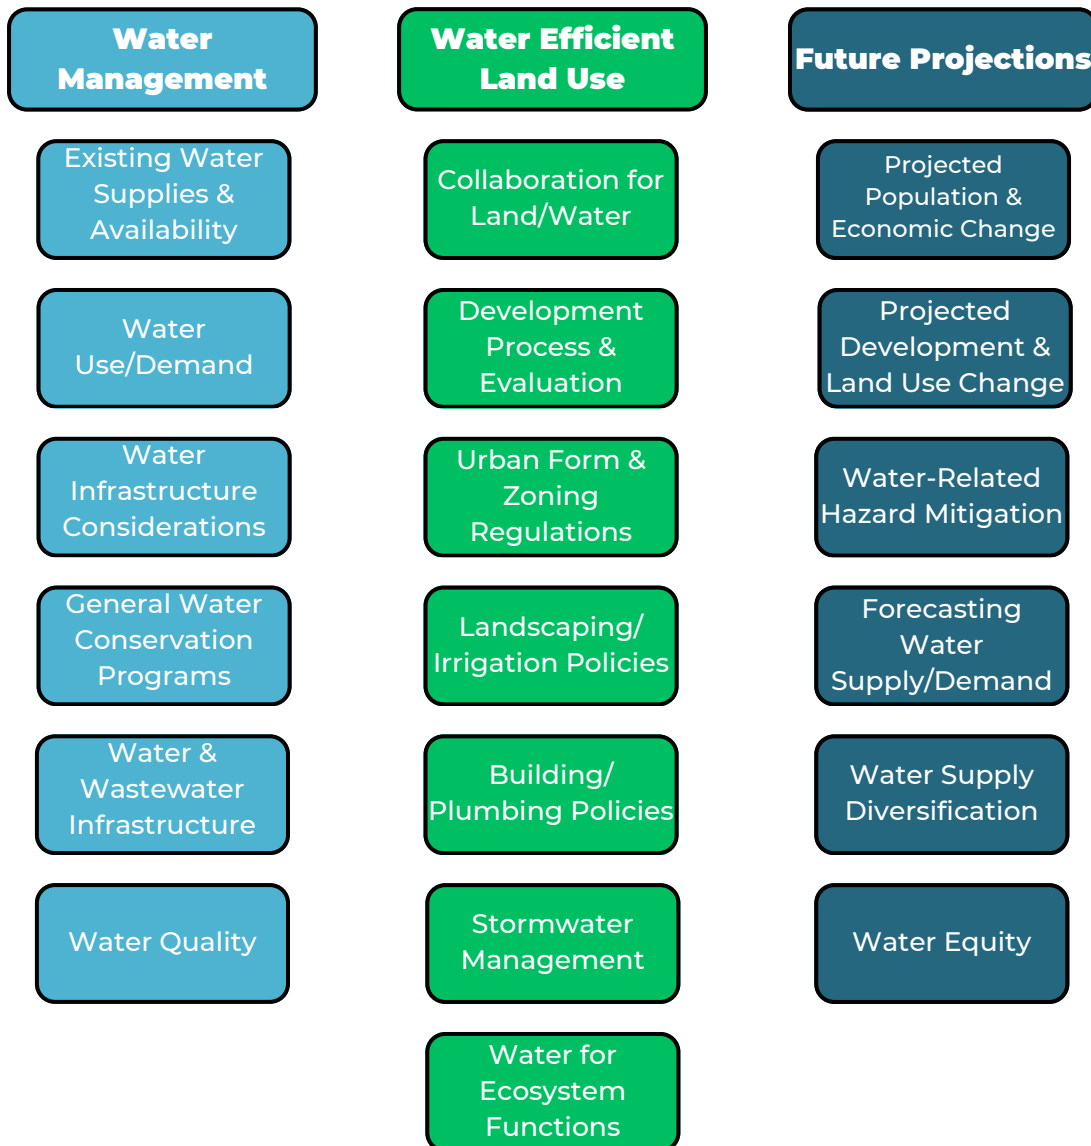 Water
Management
Existing Water
Supplies &
Availability
Water
Use/Demand
Water
Infrastructure
Considerations
General Water
Conservation
Programs
Water &
Wastewater
Infrastructure
Water Quality
Water Efficient
Land Use
Collaboration for
Land/Water
Development
Process &
Evaluation
Urban Form &
Zoning
Regulations
Landscaping/
Irrigation Policies
Building/
Plumbing Policies
Stormwater
Management
Water for
Ecosystem
Functions
Future Projections
Projected
Population &
Economic Change
Projected
Development &
Land Use Change
Water-Related
Hazard Mitigation
Forecasting
Water
Supply/Demand
Water Supply
Diversification
Water Equity